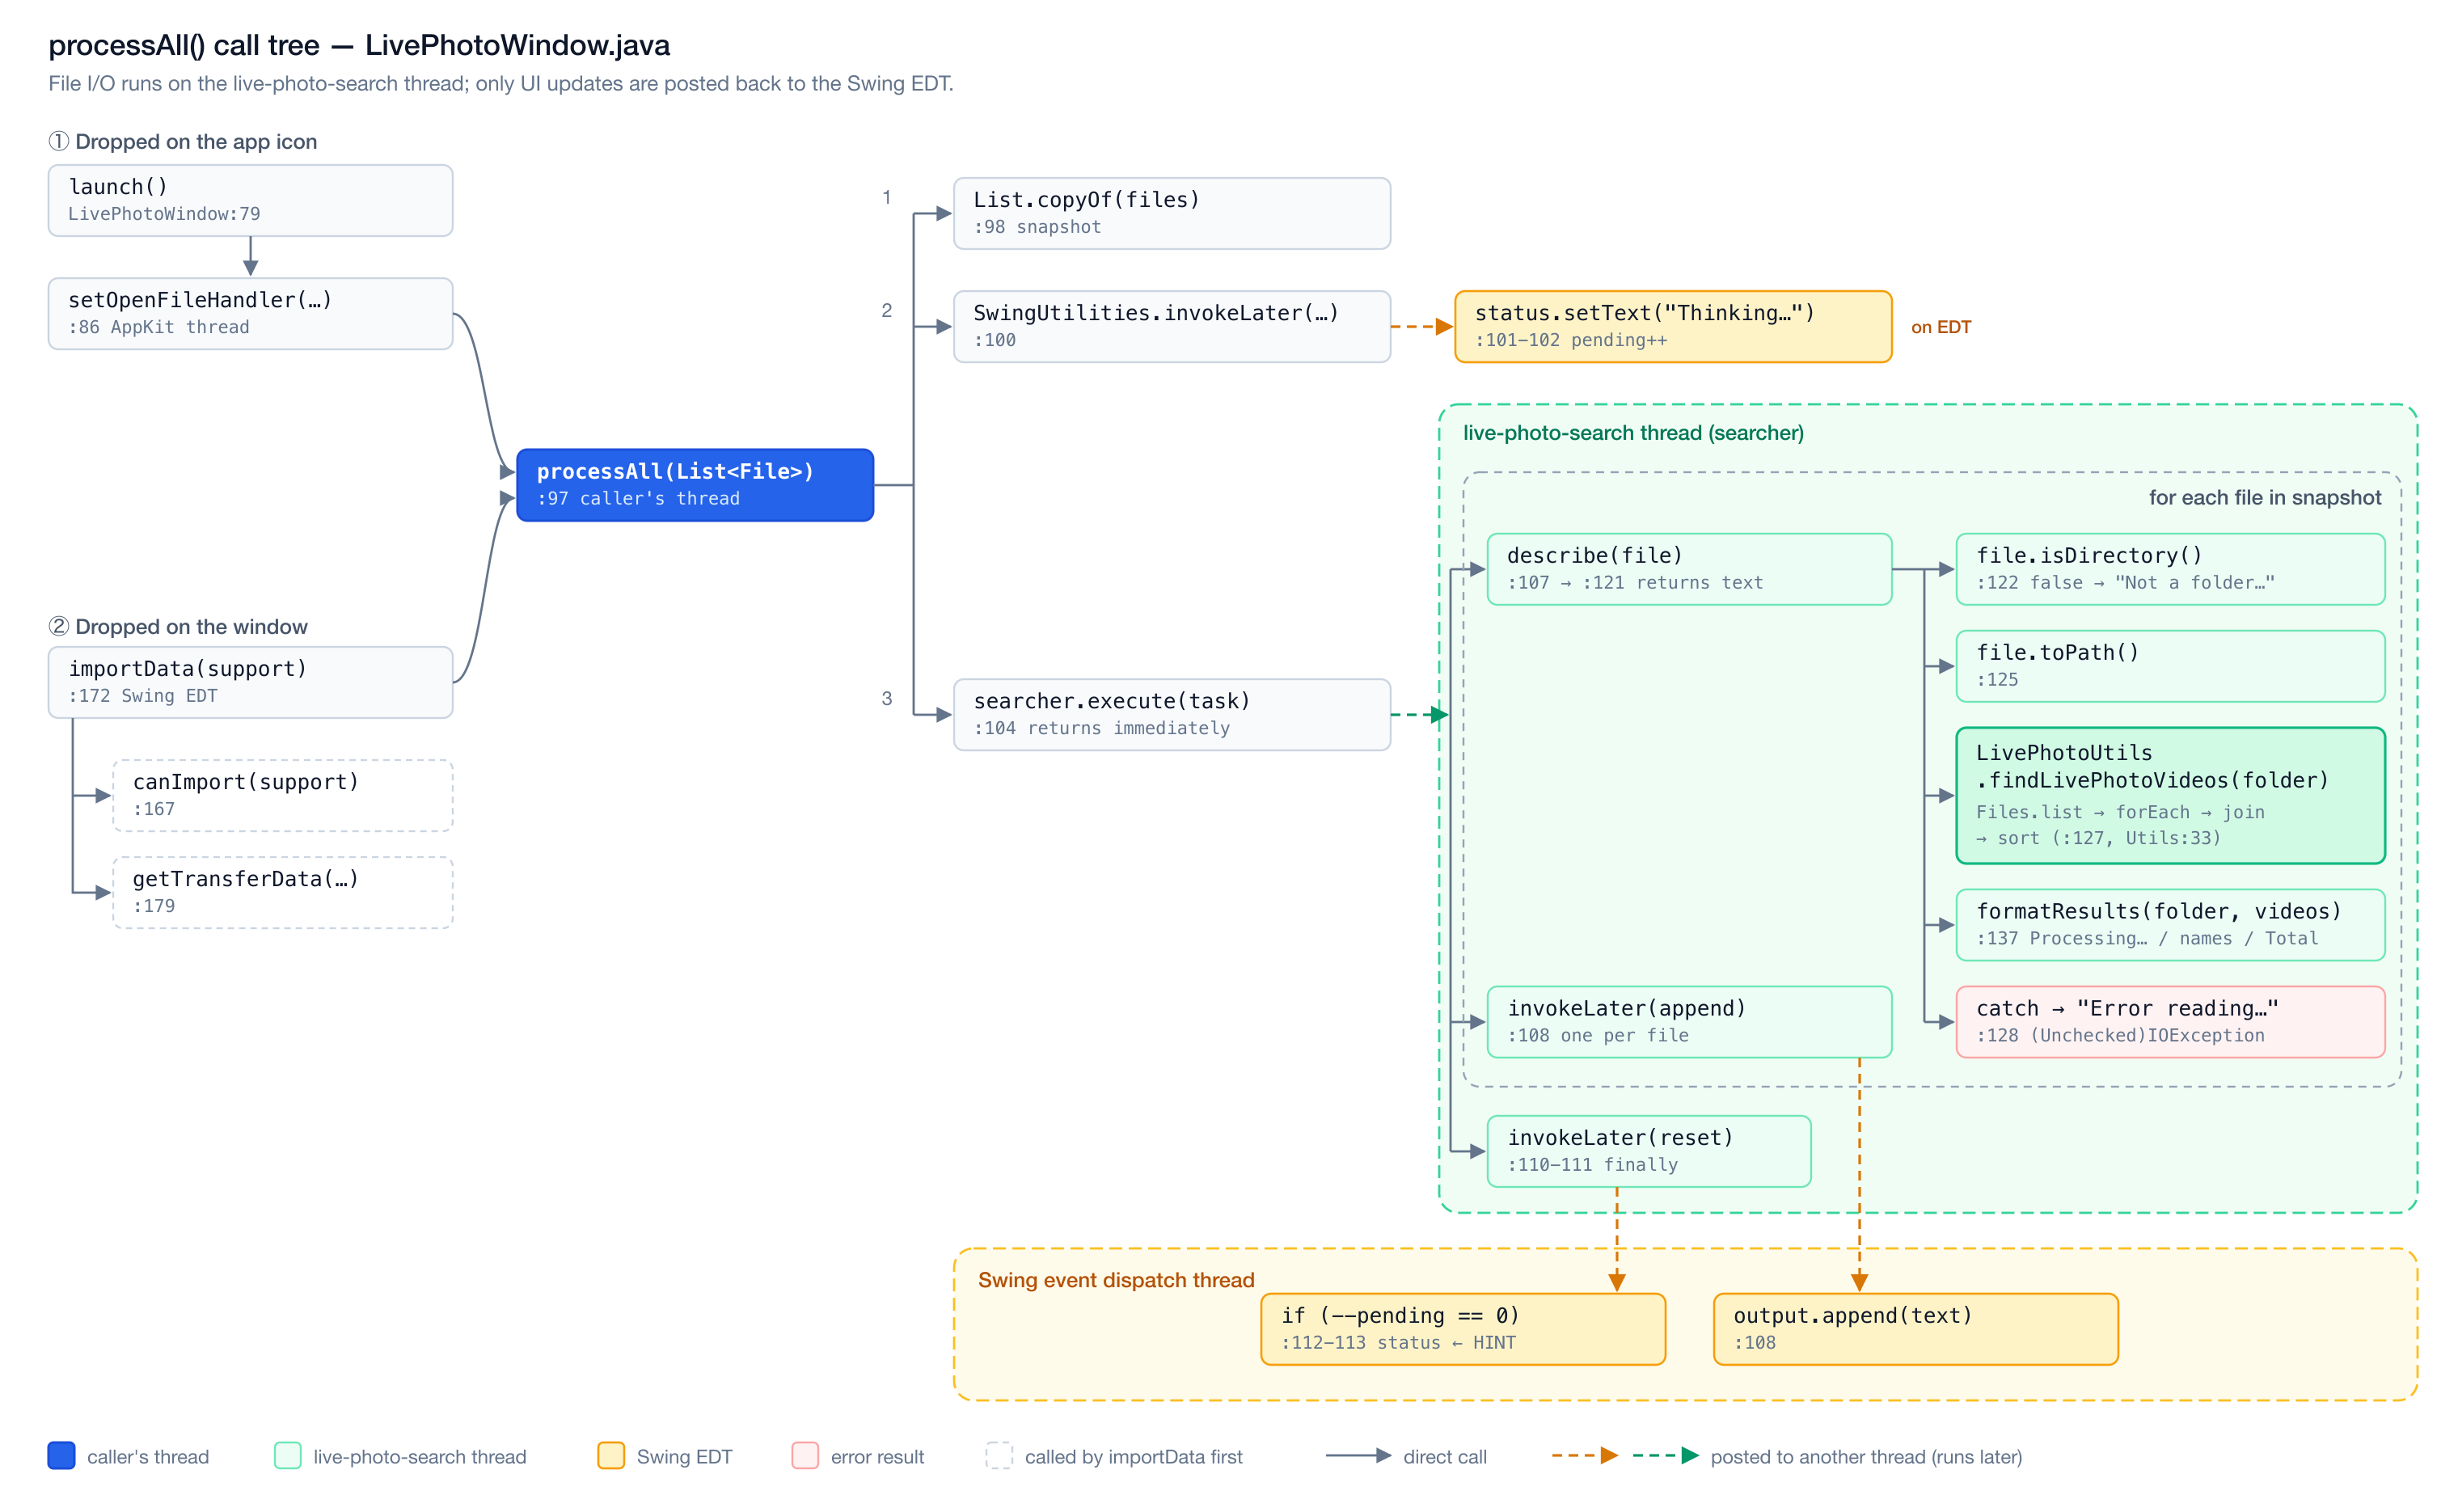 processAll() call tree — LivePhotoWindow.java
File I/O runs on the live-photo-search thread; only UI updates are posted back to the Swing EDT.
① Dropped on the app icon
launch()
LivePhotoWindow:79
setOpenFileHandler(…)
:86 AppKit thread
processAll(List<File>)
:97 caller's thread
② Dropped on the window
importData(support)
:172 Swing EDT
canImport(support)
:167
getTransferData(…)
:179
1
List.copyOf(files)
:98 snapshot
2
SwingUtilities.invokeLater(…)
:100
status.setText("Thinking…")
:101–102 pending++
on EDT
3
searcher.execute(task)
:104 returns immediately
live-photo-search thread (searcher)
for each file in snapshot
describe(file)
:107 → :121 returns text
file.isDirectory()
:122 false → "Not a folder…"
file.toPath()
:125
LivePhotoUtils
.findLivePhotoVideos(folder)
Files.list → forEach → join
→ sort (:127, Utils:33)
formatResults(folder, videos)
:137 Processing… / names / Total
invokeLater(append)
:108 one per file
catch → "Error reading…"
:128 (Unchecked)IOException
invokeLater(reset)
:110–111 finally
Swing event dispatch thread
if (--pending == 0)
:112–113 status ← HINT
output.append(text)
:108
caller's thread
live-photo-search thread
Swing EDT
error result
called by importData first
direct call
posted to another thread (runs later)